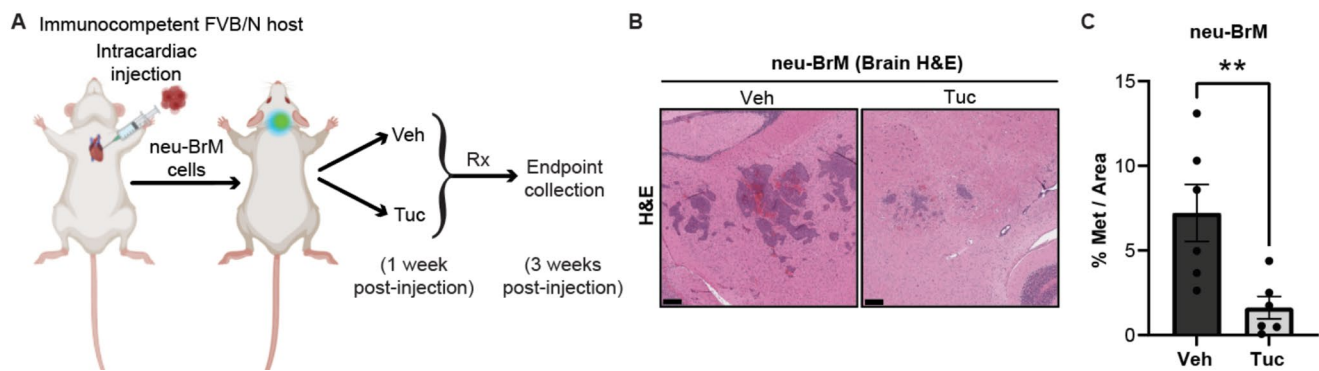 A
Immunocompetent FVB/N host
Intracardiac
injection
neu-BrM
cells
Veh
Tuc
Rx
Endpoint
collection
(1 week
post-injection)
(3 weeks
post-injection)
B
neu-BrM (Brain H&E)
Veh
Tuc
H&E
C
neu-BrM
**
% Met / Area
15
10
5
0
Veh
Tuc